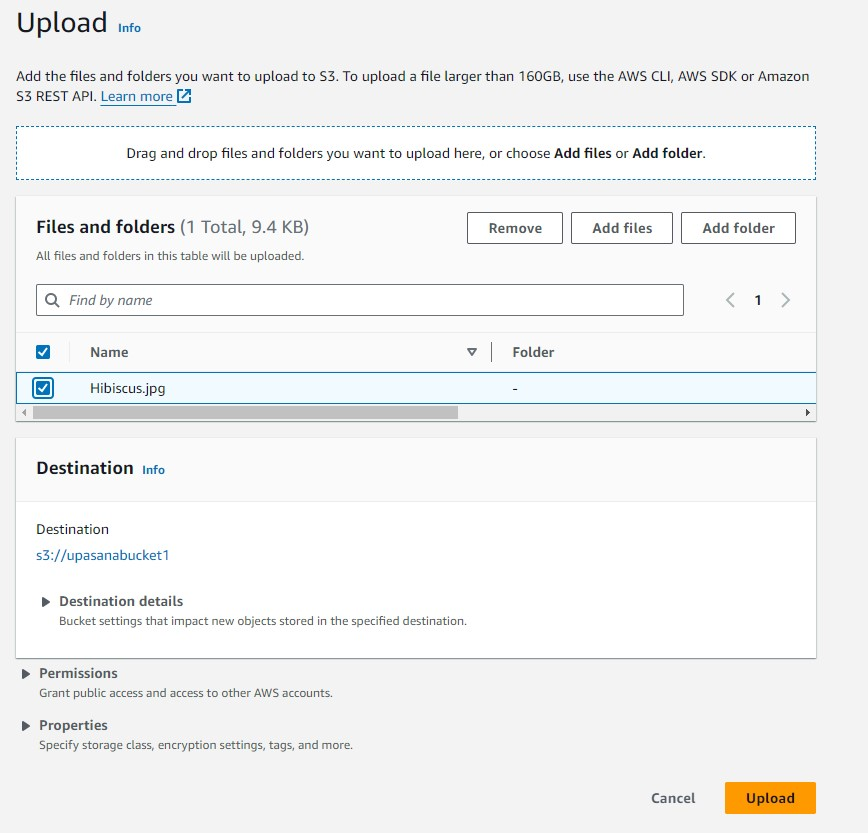 Upload Info
Add the files and folders you want to upload to S3. To upload a file larger than 160GB, use the AWS CLI, AWS SDK or Amazon
S3 REST API. Learn more
Drag and drop files and folders you want to upload here, or choose Add files or Add folder.
Files and folders (1 Total, 9.4 KB)
Remove
Add files
Add folder
All files and folders in this table will be uploaded.
Find by name
1
Name
Folder
Hibiscus.jpg
-
Destination Info
Destination
s3://upasanabucket1
Destination details
Bucket settings that impact new objects stored in the specified destination.
Permissions
Grant public access and access to other AWS accounts.
Properties
Specify storage class, encryption settings, tags, and more.
Cancel
Upload